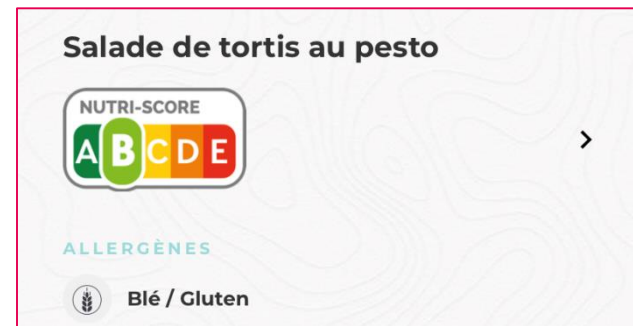 Salade de tortis au pesto
NUTRI-SCORE
A B C D E
ALLERGÈNES
Blé / Gluten